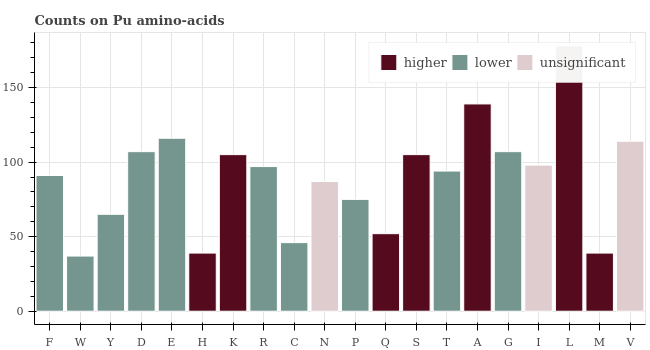 Counts on Pu amino-acids
higher lower unsignificant
150
100
50
0
F W Y D E H K R C N P Q S T A G I L M V